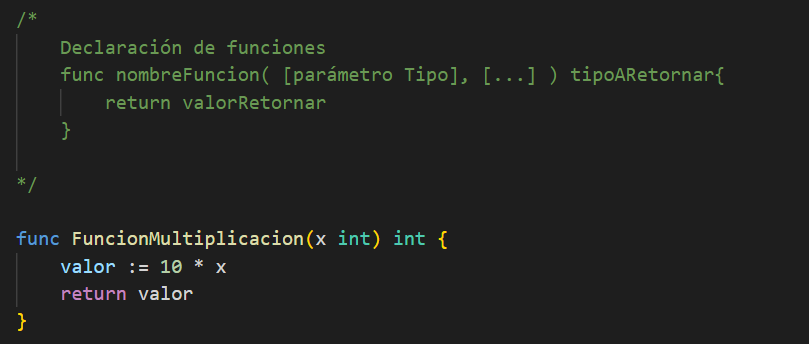 /*
Declaración de funciones
func nombreFuncion( [parámetro Tipo], [...] ) tipoARetornar{
return valorRetornar
}
*/
func FuncionMultiplicacion(x int) int {
valor := 10 * x
return valor
}